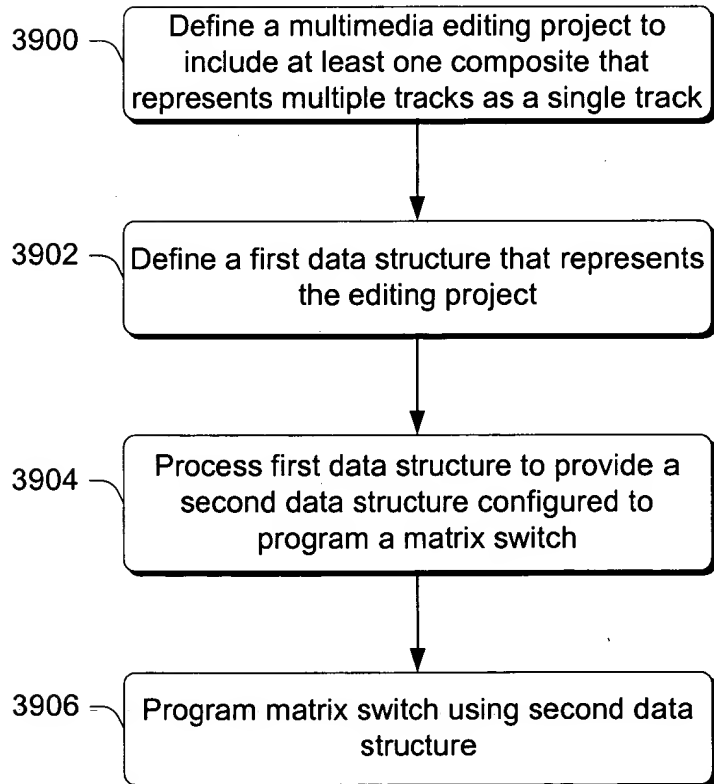 3900
Define a multimedia editing project to
include at least one composite that
represents multiple tracks as a single track
3902
Define a first data structure that represents
the editing project
3904
Process first data structure to provide a
second data structure configured to
program a matrix switch
3906
Program matrix switch using second data
structure